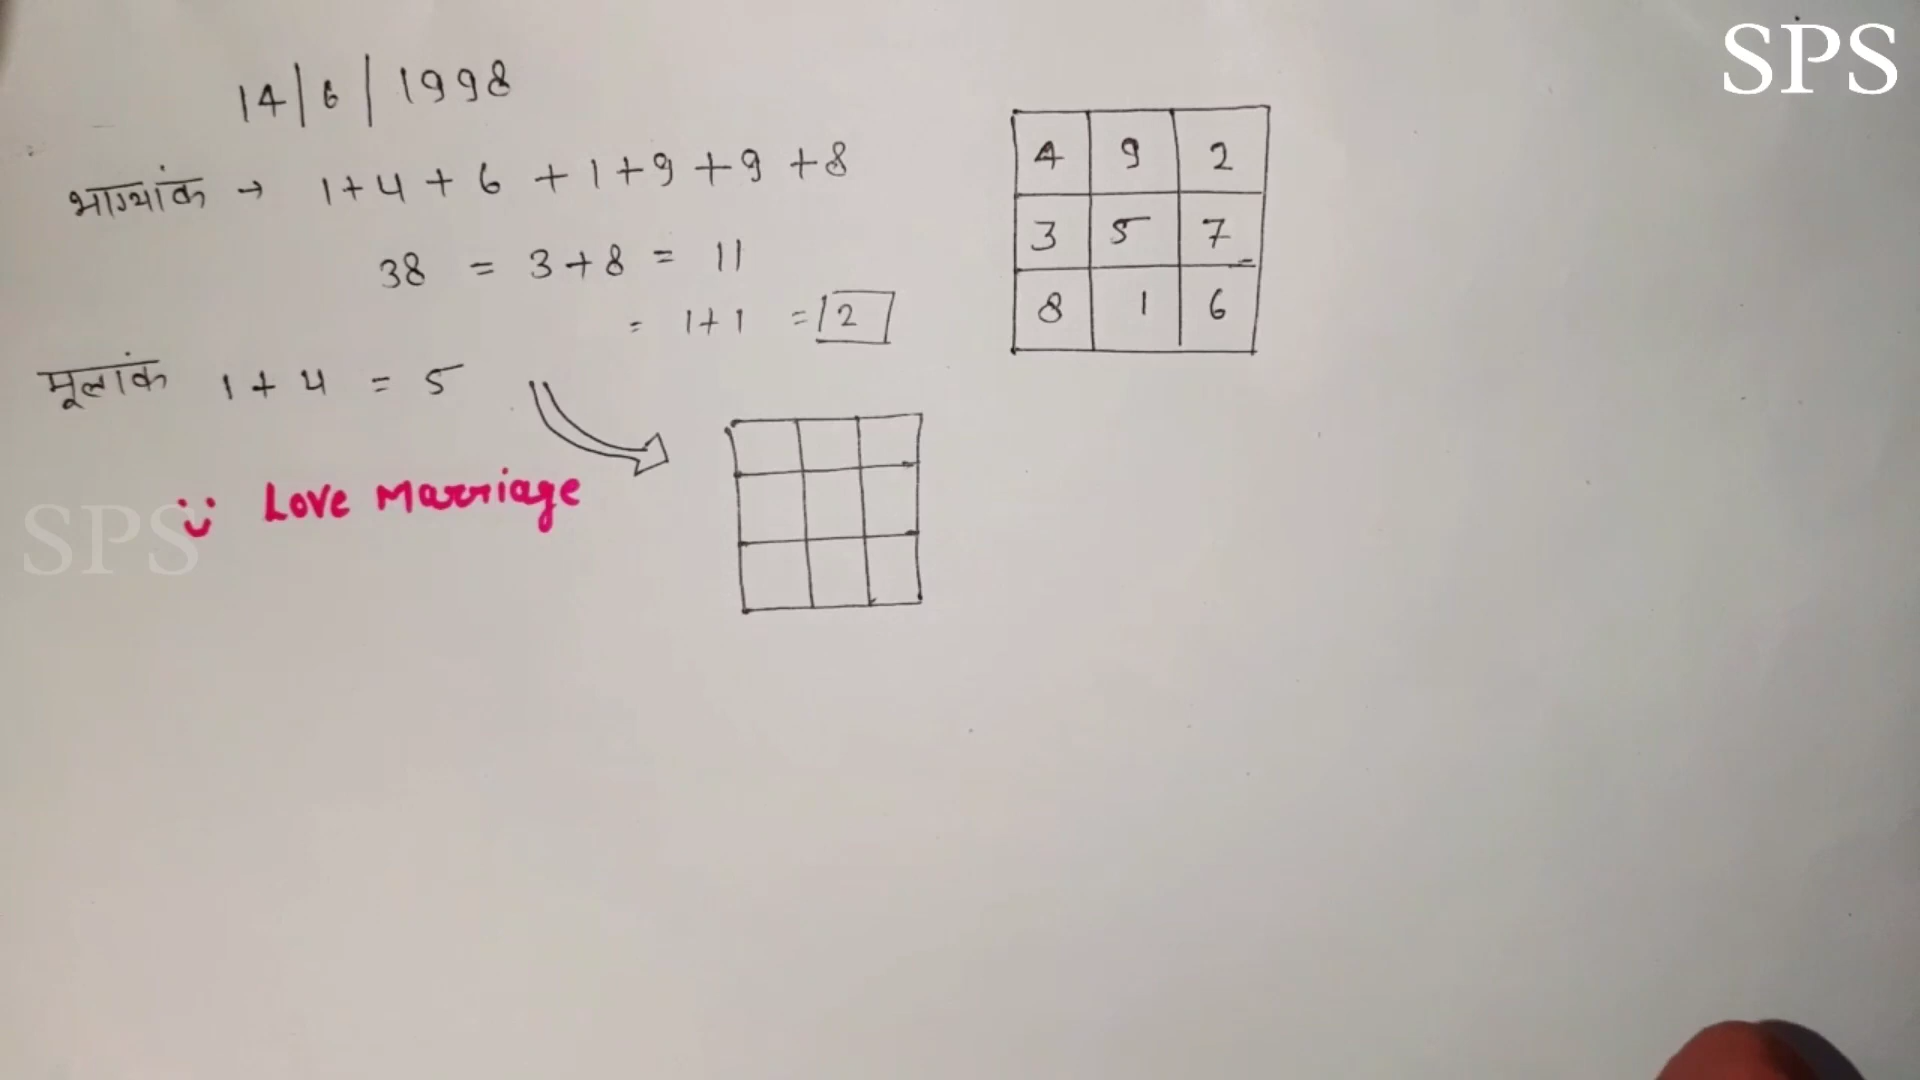 SPS
14/6/1998
भाग्यांक → 1+4+6+1+9+9+8
38 = 3+8 = 11
= 1+1 = 2
मूलांक 1+4 = 5
Love Marriage
SPS
4 9 2
3 5 7
8 1 6